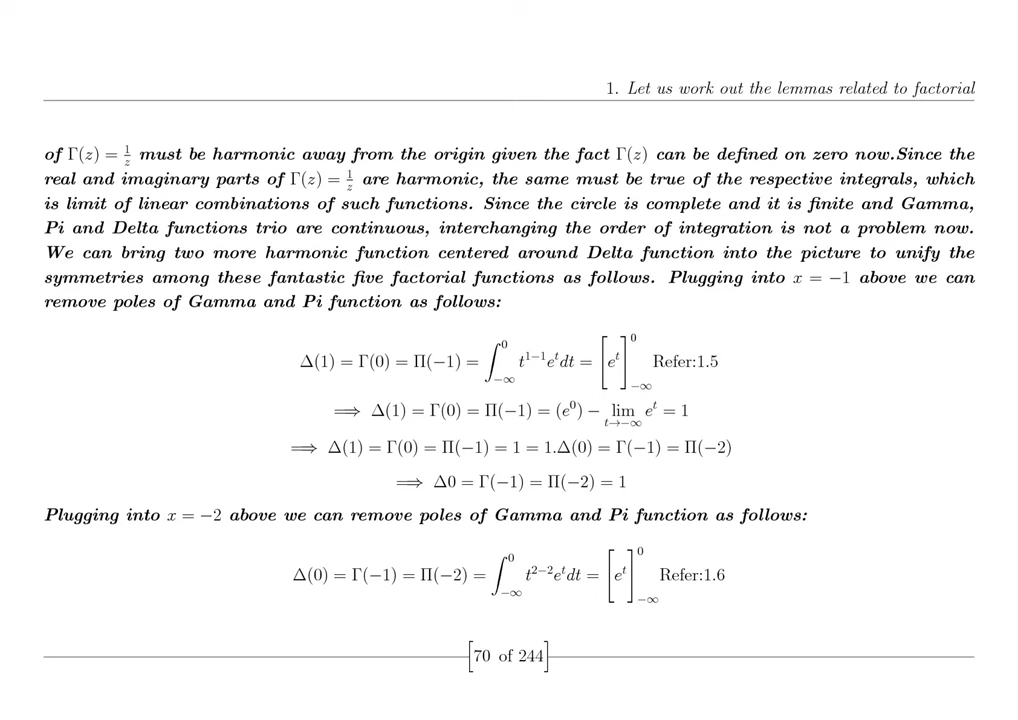 1. Let us work out the lemmas related to factorial
of Γ(z) = 1/z must be harmonic away from the origin given the fact Γ(z) can be defined on zero now.Since the
real and imaginary parts of Γ(z) = 1/z are harmonic, the same must be true of the respective integrals, which
is limit of linear combinations of such functions. Since the circle is complete and it is finite and Gamma,
Pi and Delta functions trio are continuous, interchanging the order of integration is not a problem now.
We can bring two more harmonic function centered around Delta function into the picture to unify the
symmetries among these fantastic five factorial functions as follows. Plugging into x = −1 above we can
remove poles of Gamma and Pi function as follows:
Δ(1) = Γ(0) = Π(−1) = ∫_{−∞}^{0} t^{1−1}e^t dt = [e^t]_{−∞}^{0} Refer:1.5
⟹ Δ(1) = Γ(0) = Π(−1) = (e^0) − lim_{t→−∞} e^t = 1
⟹ Δ(1) = Γ(0) = Π(−1) = 1 = 1.Δ(0) = Γ(−1) = Π(−2)
⟹ Δ0 = Γ(−1) = Π(−2) = 1
Plugging into x = −2 above we can remove poles of Gamma and Pi function as follows:
Δ(0) = Γ(−1) = Π(−2) = ∫_{−∞}^{0} t^{2−2}e^t dt = [e^t]_{−∞}^{0} Refer:1.6
[70 of 244]